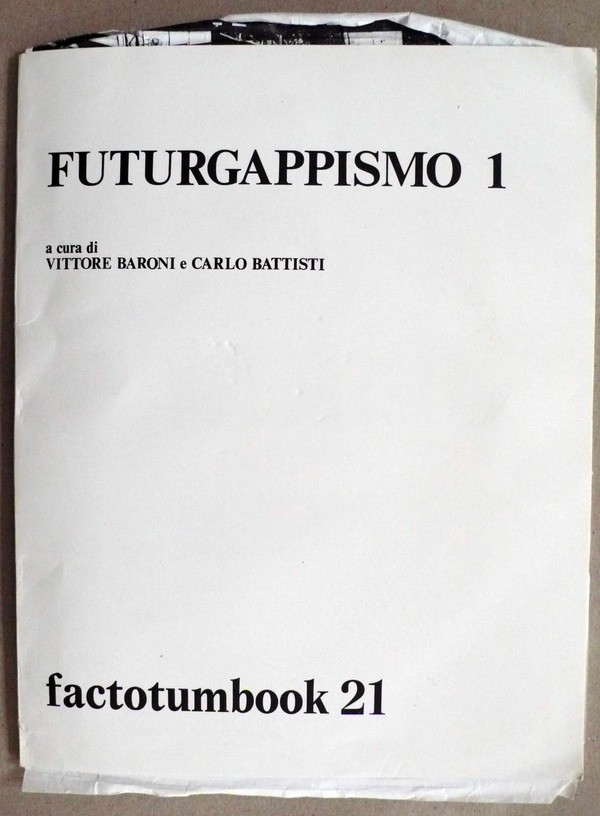 FUTURGAPPISMO 1
a cura di
VITTORE BARONI e CARLO BATTISTI
factotumbook 21